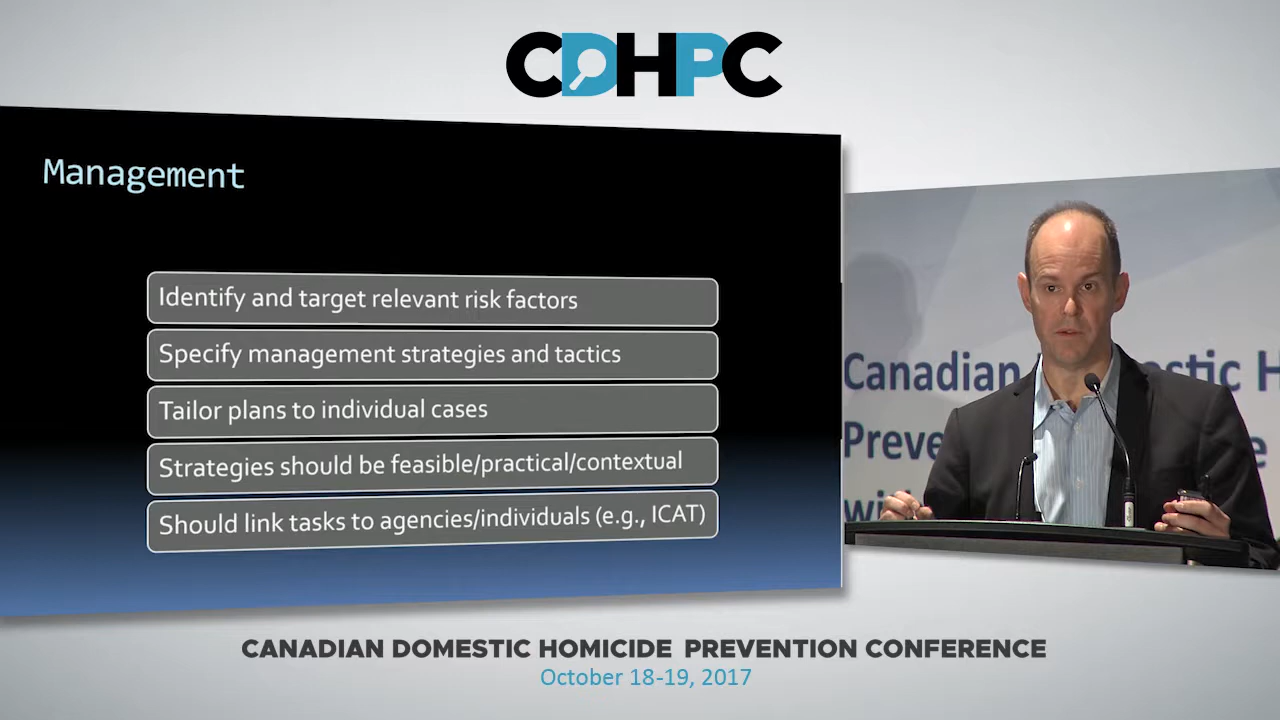 CDHPC
Management
Identify and target relevant risk factors
Specify management strategies and tactics
Tailor plans to individual cases
Strategies should be feasible/practical/contextual
Should link tasks to agencies/individuals (e.g., ICAT)
Canadian
Preve
CANADIAN DOMESTIC HOMICIDE PREVENTION CONFERENCE
October 18-19, 2017